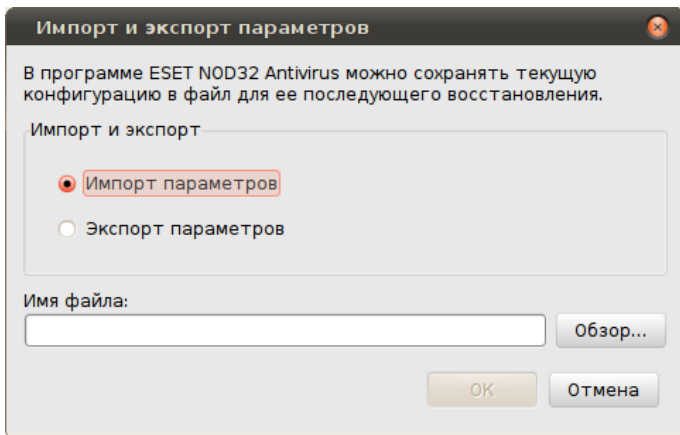 Импорт и экспорт параметров
В программе ESET NOD32 Antivirus можно сохранять текущую
конфигурацию в файл для ее последующего восстановления.
Импорт и экспорт
Импорт параметров
Экспорт параметров
Имя файла:
Обзор...
OK
Отмена